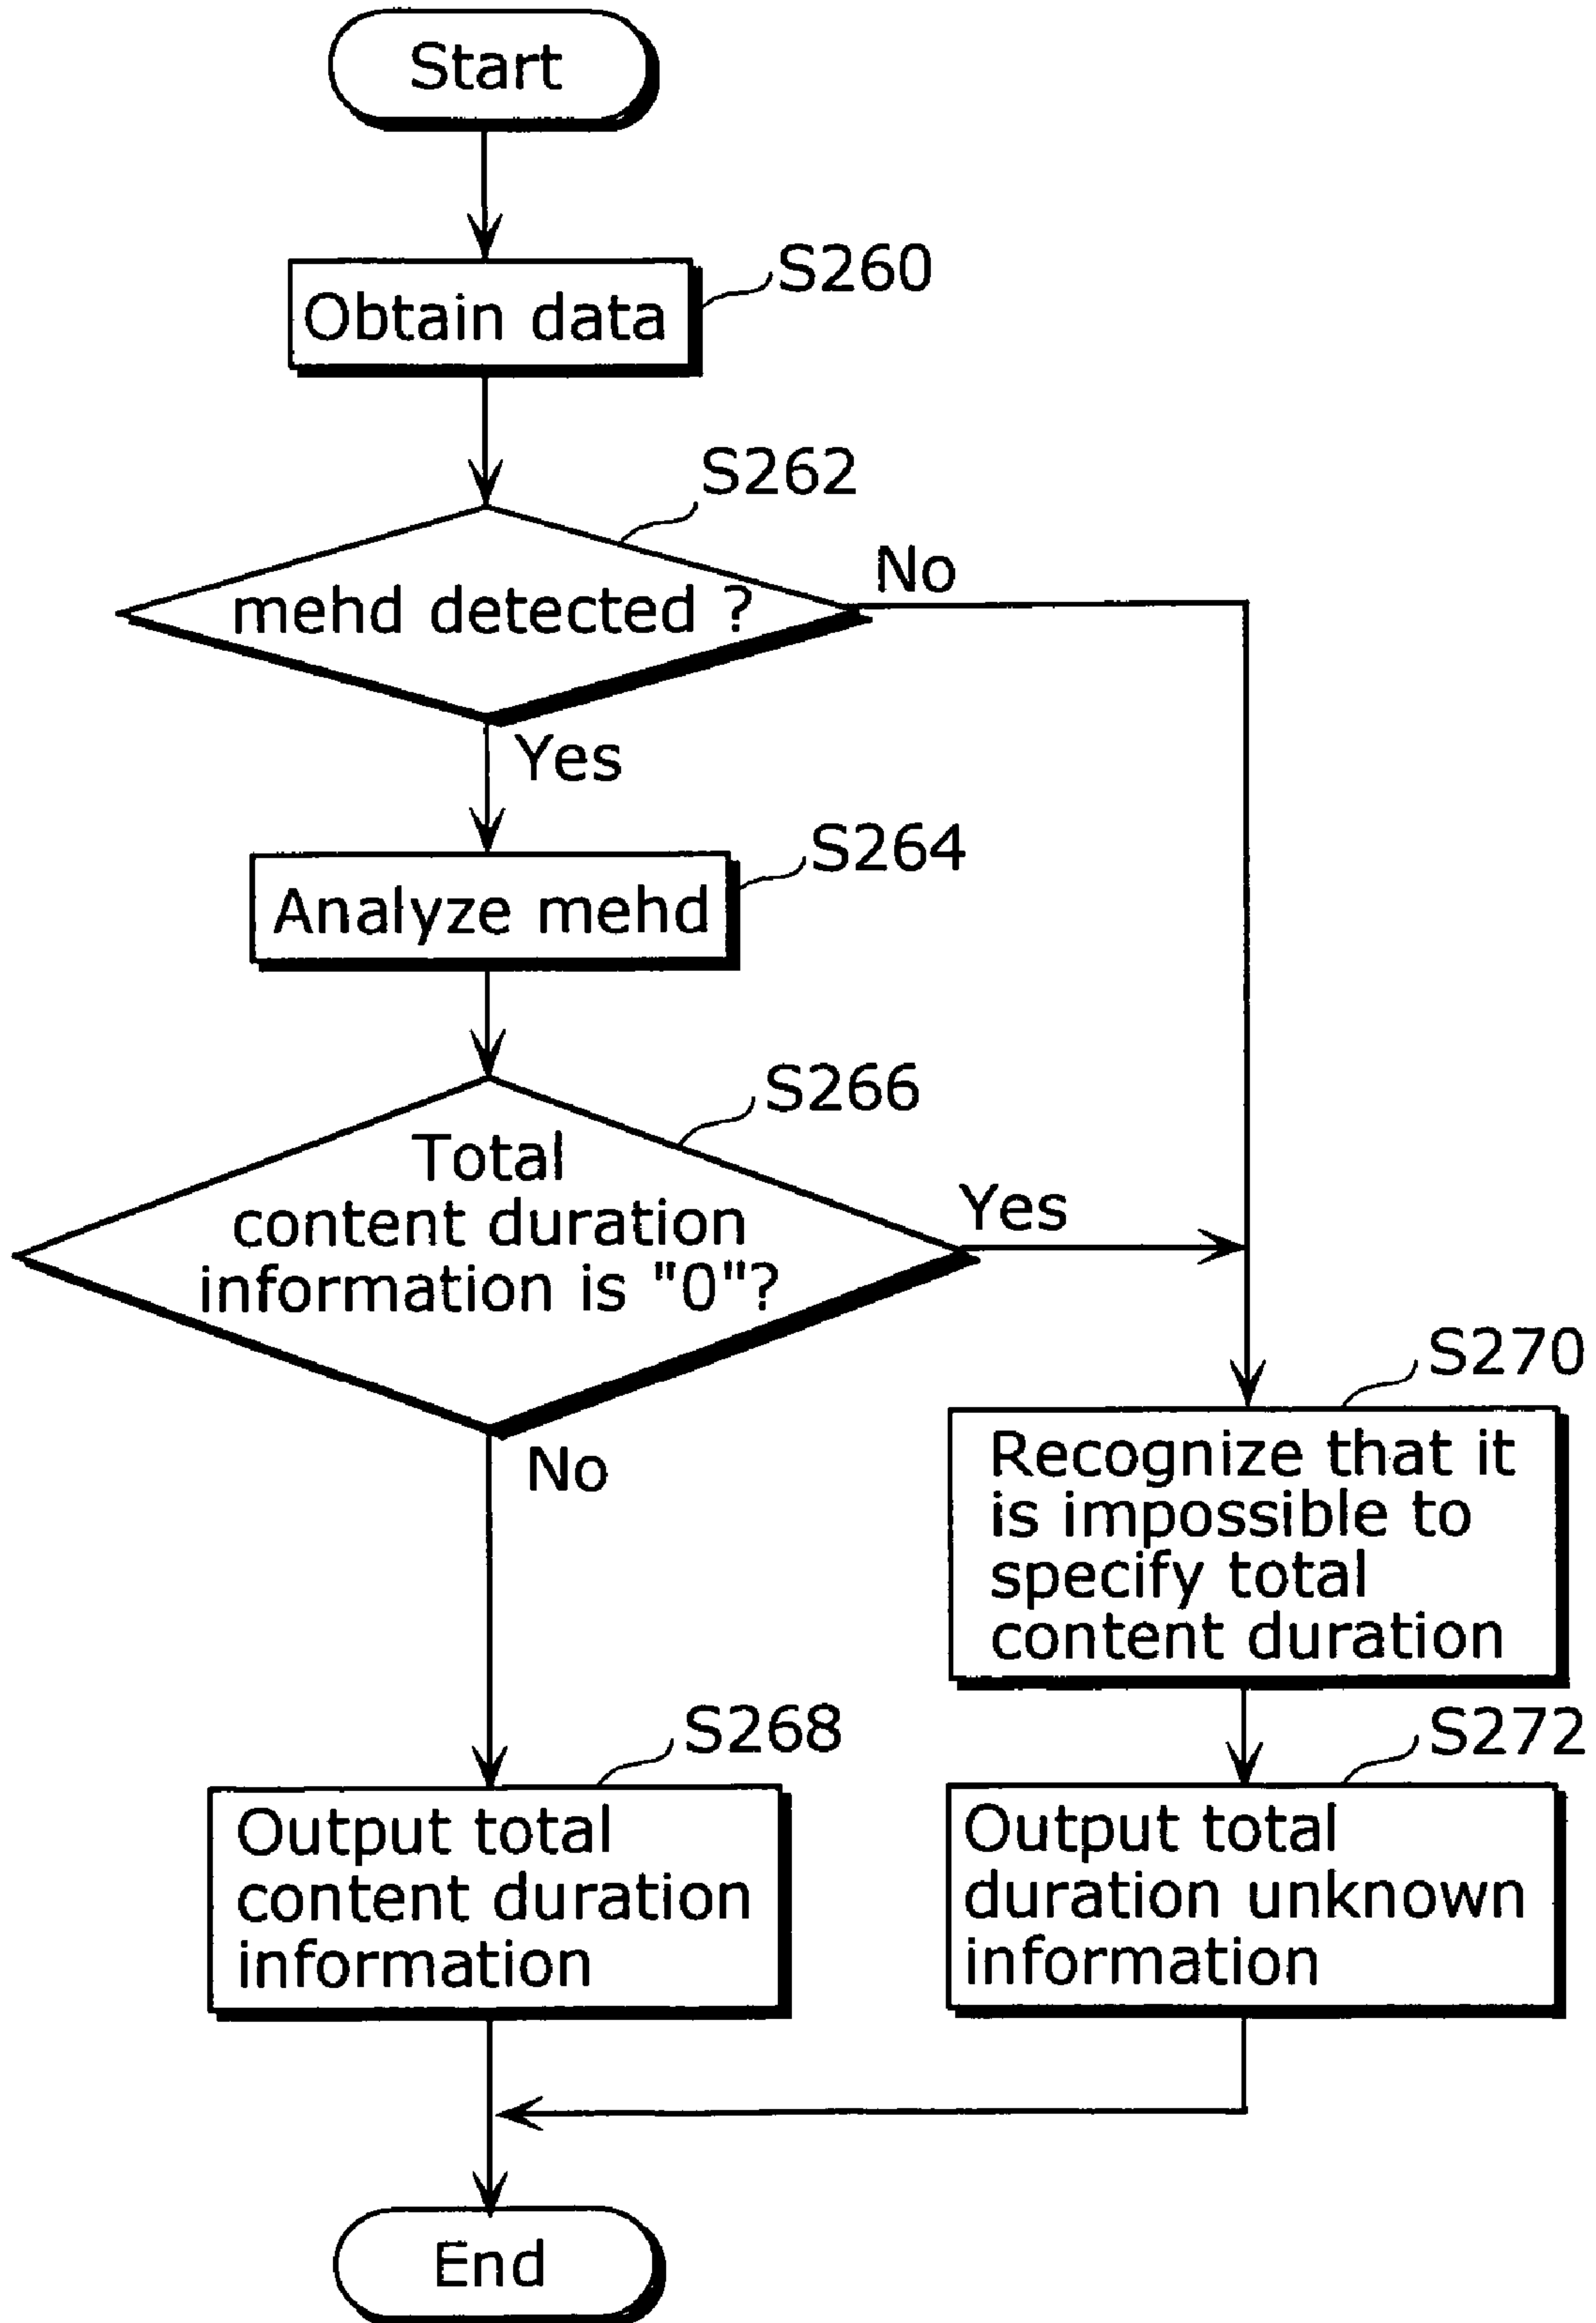 Start
S260
Obtain data
S262
mehd detected ?
No
Yes
S264
Analyze mehd
S266
Total
content duration
information is "0"?
Yes
No
S270
Recognize that it
is impossible to
specify total
content duration
S268
Output total
content duration
information
S272
Output total
duration unknown
information
End